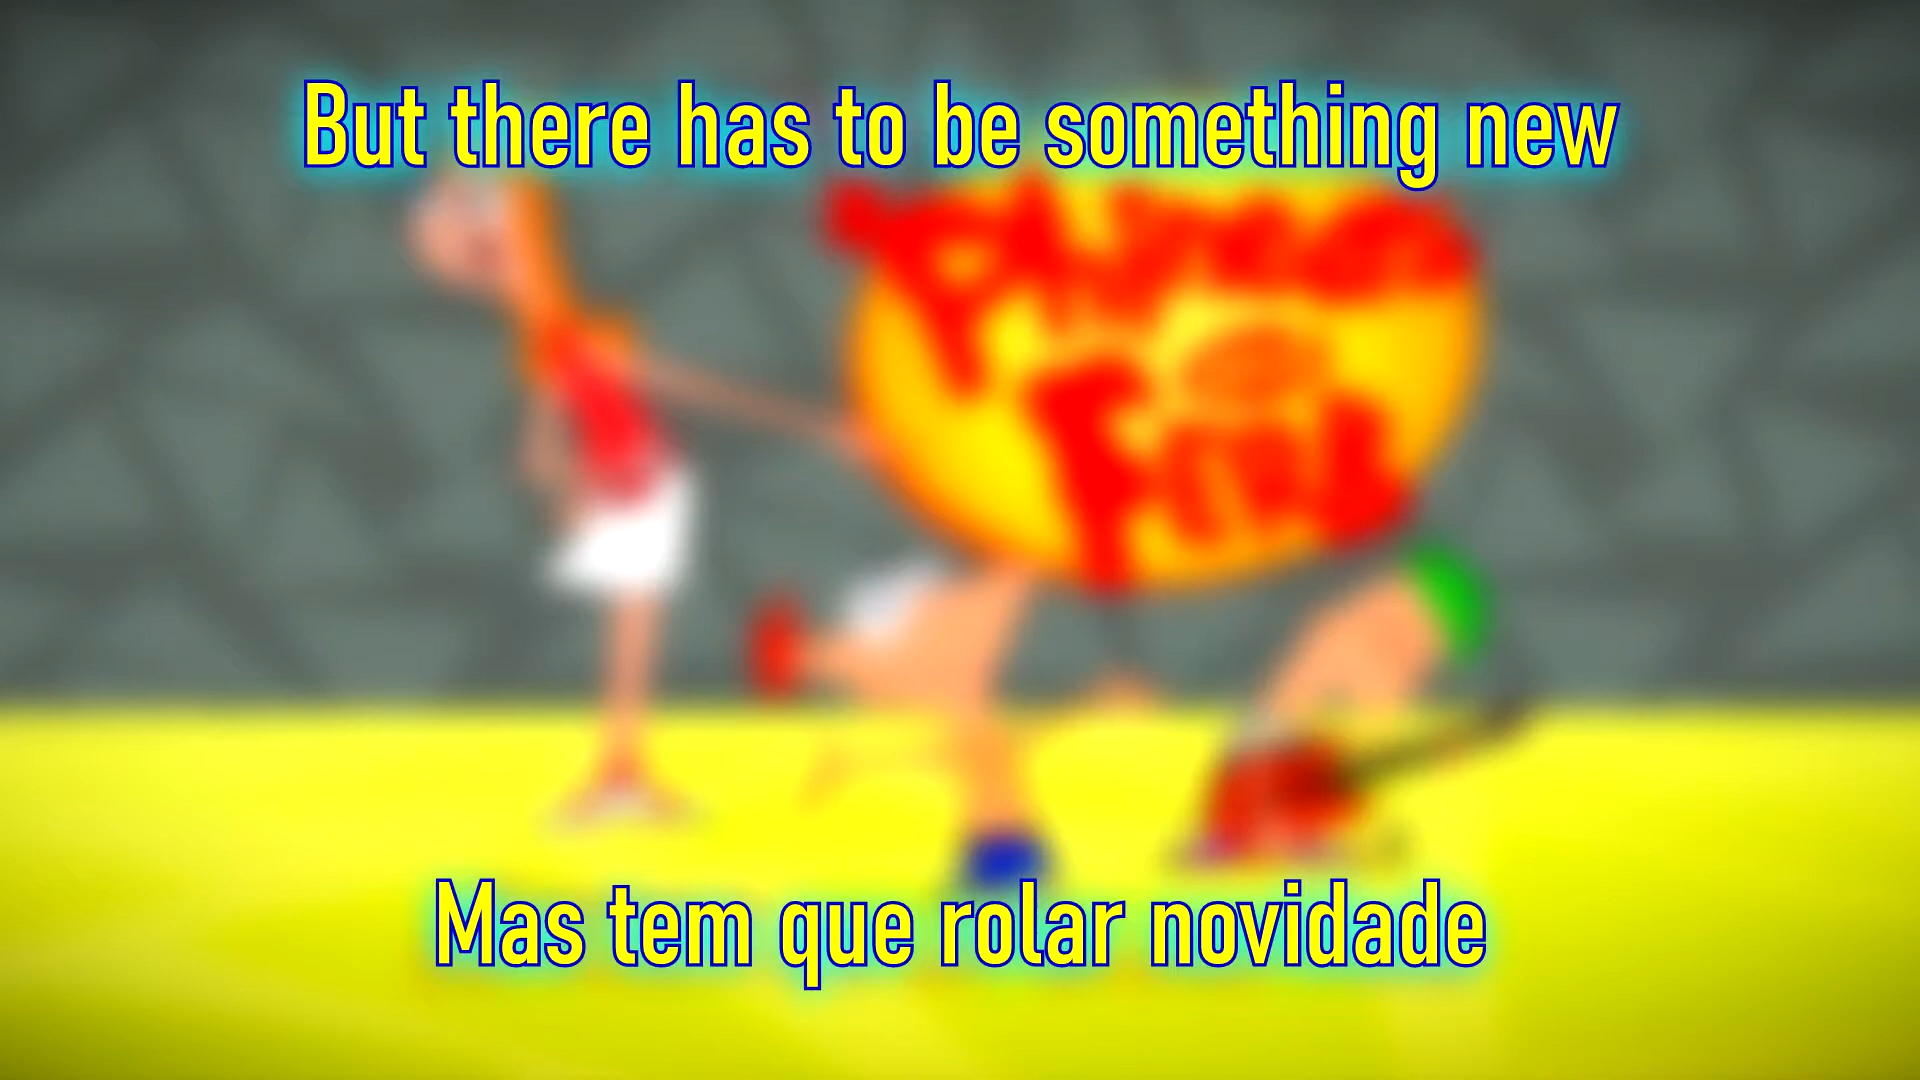 But there has to be something new
Mas tem que rolar novidade